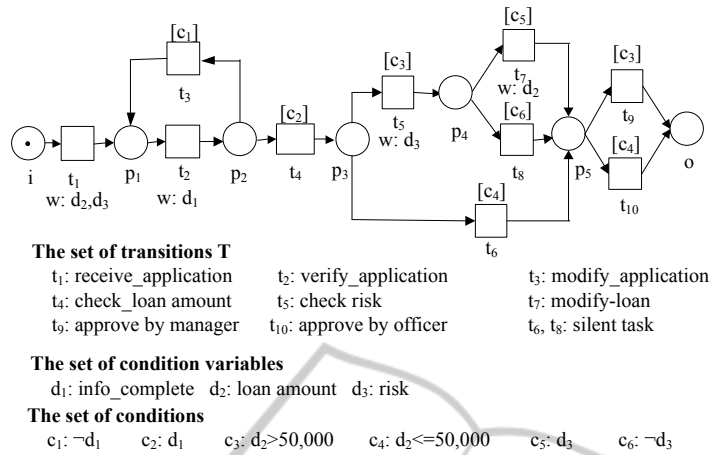 [c1]
t3
[c2]
t4
[c3]
t5
w: d3
[c5]
t7
w: d2
[c6]
t8
[c3]
t9
[c4]
t10
[c4]
t6
i
t1
w: d2,d3
p1
t2
w: d1
p2
p3
p4
p5
o
The set of transitions T
t1: receive_application t2: verify_application t3: modify_application
t4: check_loan amount t5: check risk t7: modify-loan
t9: approve by manager t10: approve by officer t6, t8: silent task
The set of condition variables
d1: info_complete d2: loan amount d3: risk
The set of conditions
c1: ¬d1 c2: d1 c3: d2>50,000 c4: d2<=50,000 c5: d3 c6: ¬d3